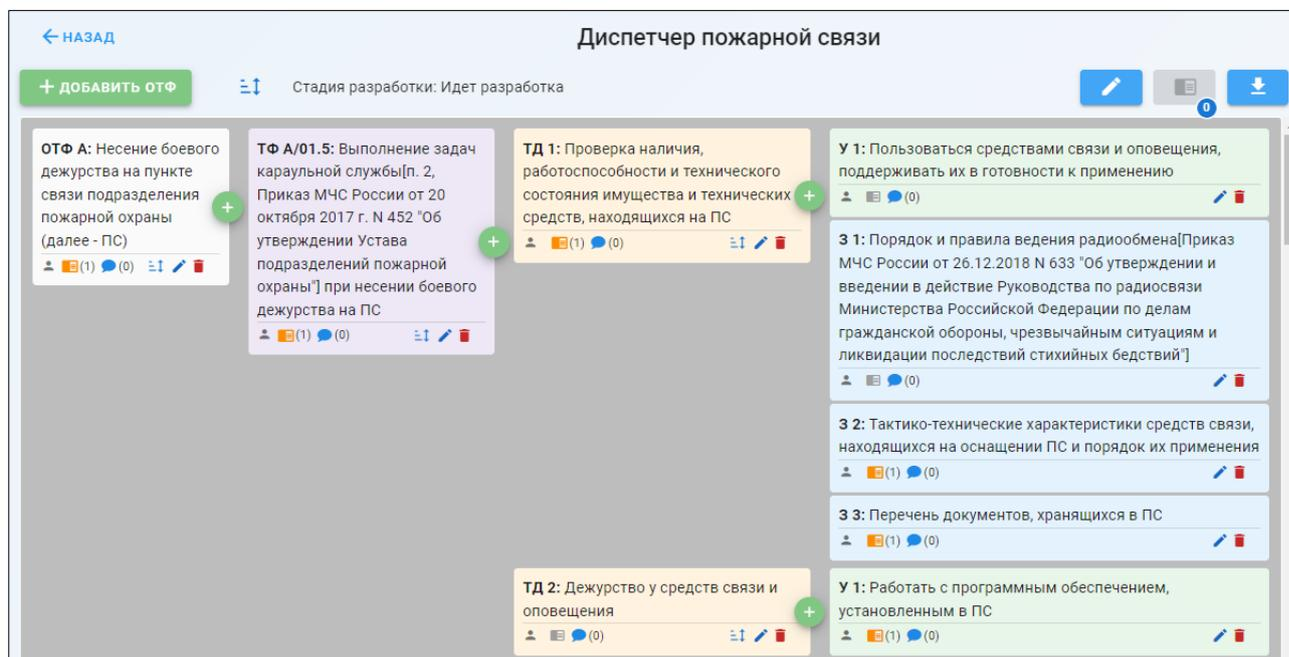 НАЗАД
Диспетчер пожарной связи
+ ДОБАВИТЬ ОТФ
Стадия разработки: Идет разработка
0
ОТФ A: Несение боевого
дежурства на пункте
связи подразделения
пожарной охраны
(далее - ПС)
(1) (0)
ТФ A/01.5: Выполнение задач
караульной службы[п. 2,
Приказ МЧС России от 20
октября 2017 г. N 452 "Об
утверждении Устава
подразделений пожарной
охраны"] при несении боевого
дежурства на ПС
(1) (0)
ТД 1: Проверка наличия,
работоспособности и технического
состояния имущества и технических
средств, находящихся на ПС
(1) (0)
У 1: Пользоваться средствами связи и оповещения,
поддерживать их в готовности к применению
(0)
З 1: Порядок и правила ведения радиообмена[Приказ
МЧС России от 26.12.2018 N 633 "Об утверждении и
введении в действие Руководства по радиосвязи
Министерства Российской Федерации по делам
гражданской обороны, чрезвычайным ситуациям и
ликвидации последствий стихийных бедствий"]
(0)
З 2: Тактико-технические характеристики средств связи,
находящихся на оснащении ПС и порядок их применения
(1) (0)
З 3: Перечень документов, хранящихся в ПС
(1) (0)
ТД 2: Дежурство у средств связи и
оповещения
(0)
У 1: Работать с программным обеспечением,
установленным в ПС
(1) (0)